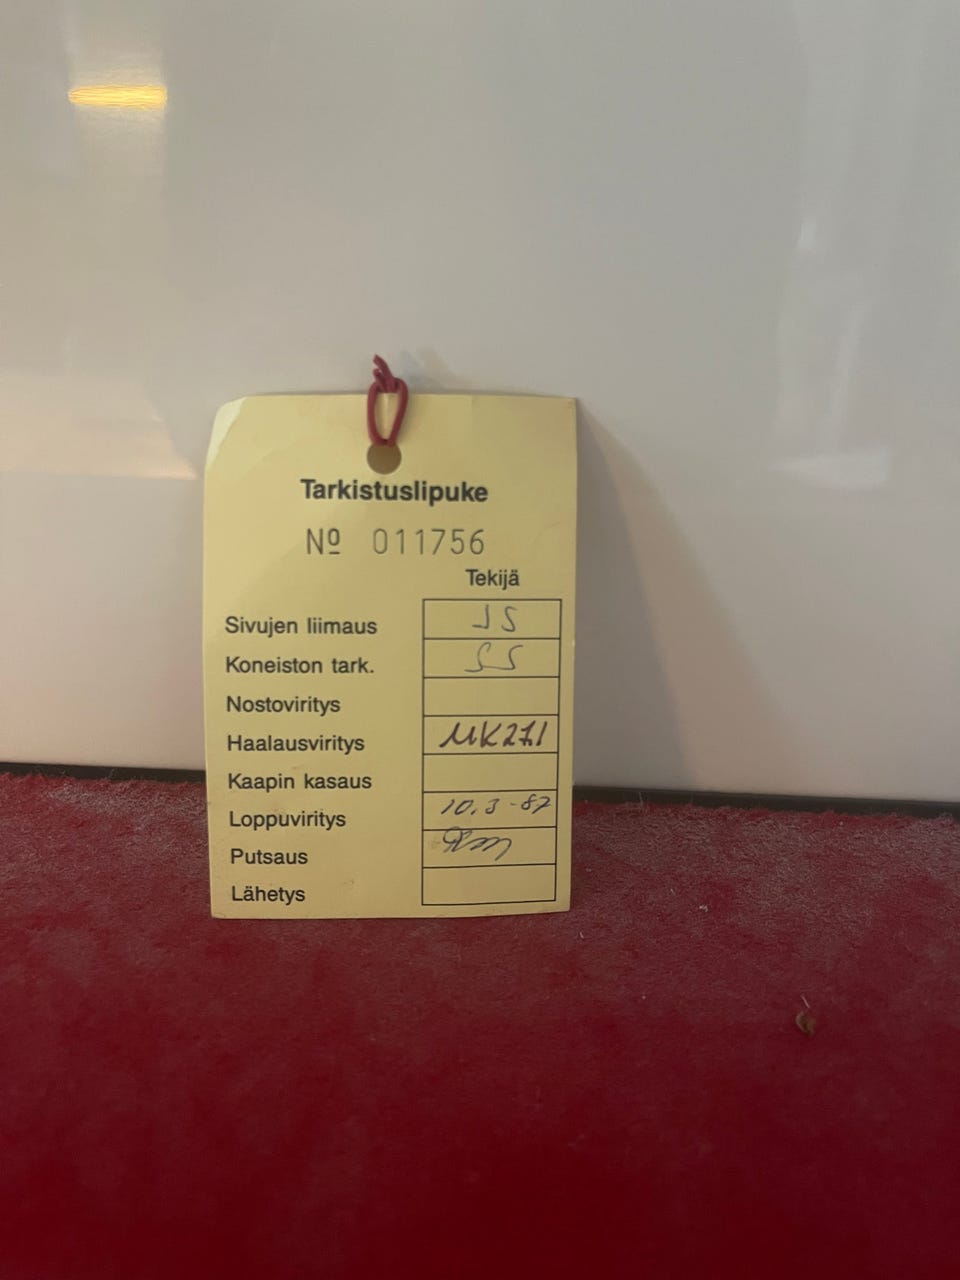 Tarkistuslipuke
Nº 011756
Tekijä
Sivujen liimaus JS
Koneiston tark.
Nostoviritys
Haalausviritys MK271
Kaapin kasaus
Loppuviritys 10.3-87
Putsaus
Lähetys